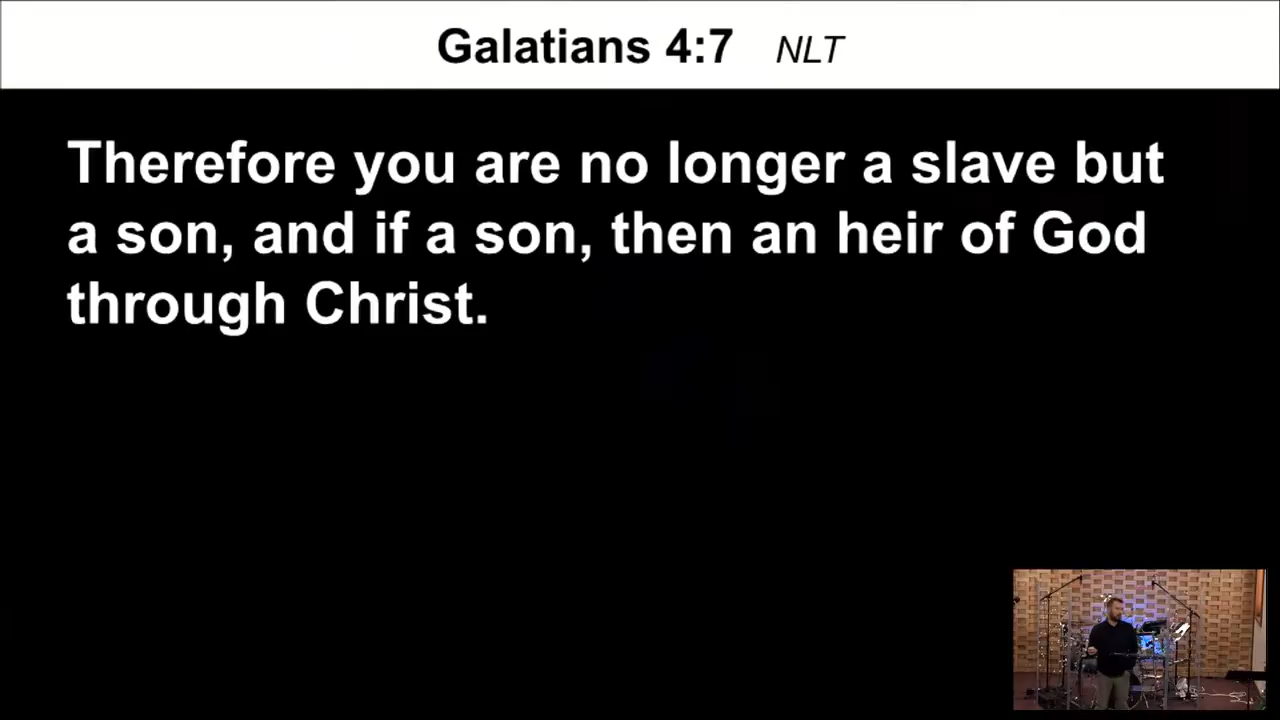 Galatians 4:7 NLT
Therefore you are no longer a slave but
a son, and if a son, then an heir of God
through Christ.